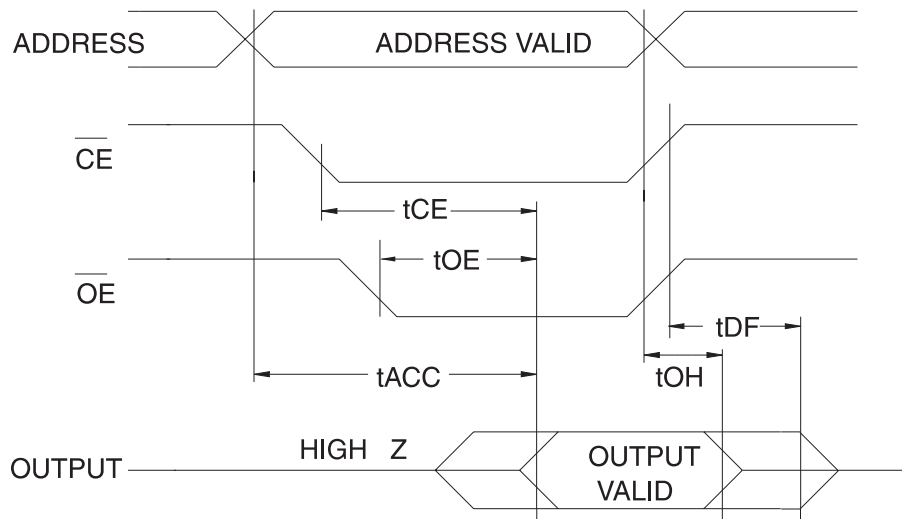 ADDRESS
ADDRESS VALID
CE
tCE
tOE
OE
tDF
tACC
tOH
HIGH Z
OUTPUT
OUTPUT
VALID